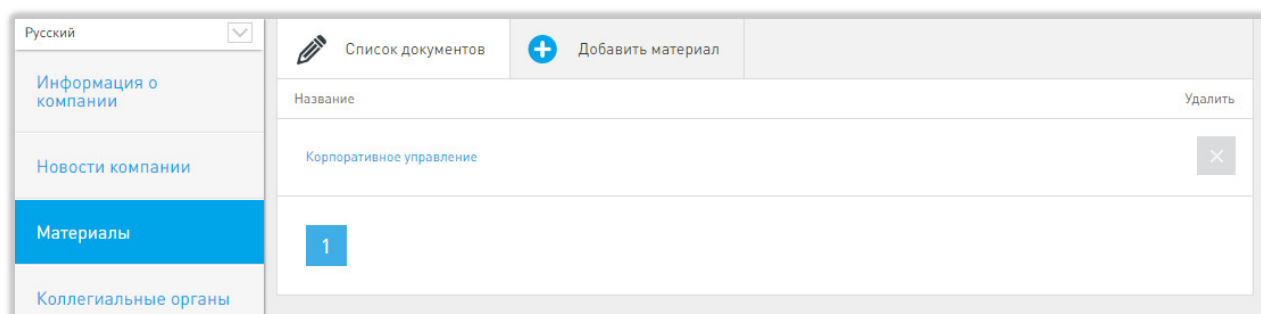 Русский
Информация о
компании
Новости компании
Материалы
Коллегиальные органы
Список документов
Добавить материал
Название
Удалить
Корпоративное управление
1